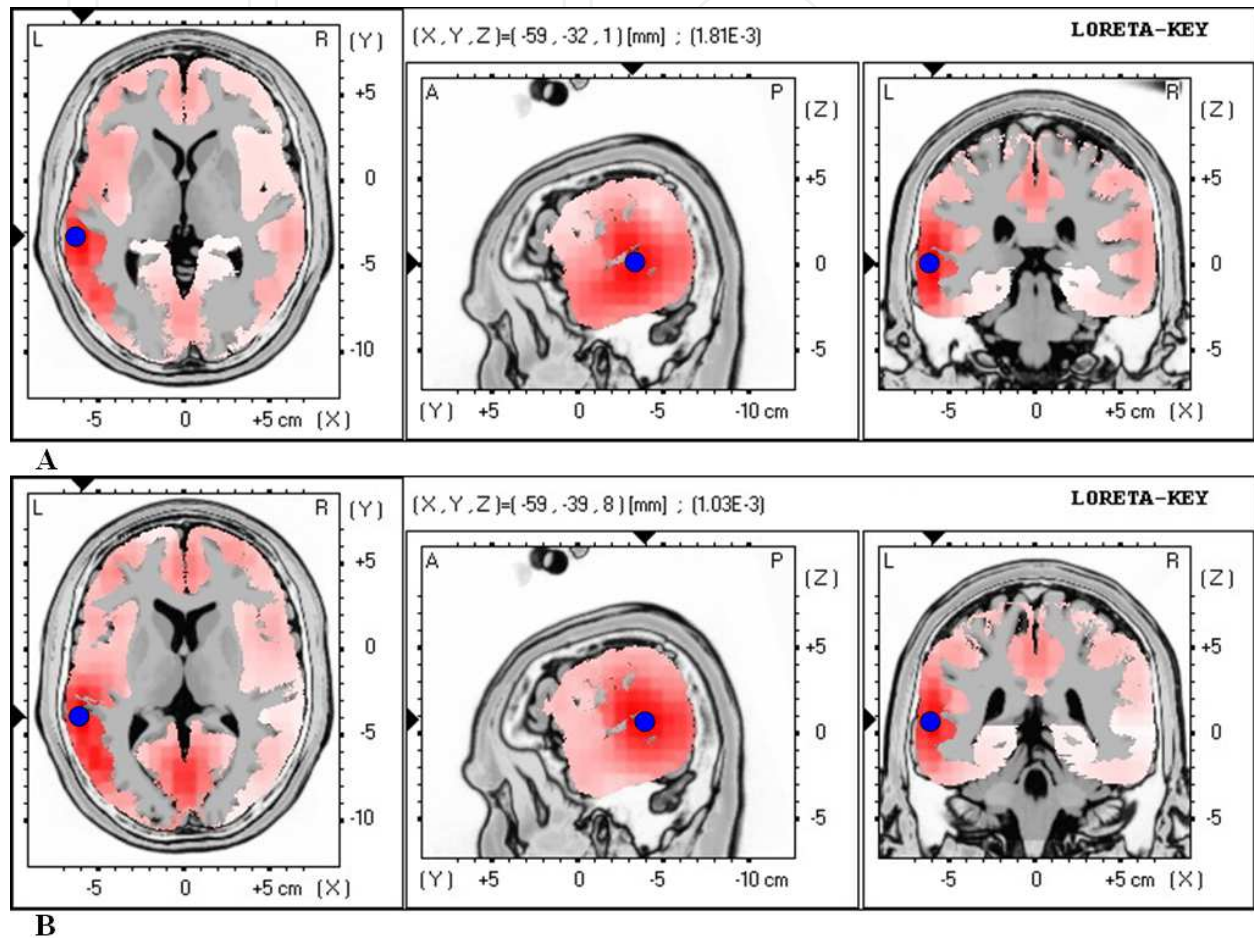 (X,Y,Z)=(-59,-32,1)[mm] ; (1.81E-3) LORETA-KEY
L R (Y)
+5
0
-5
-10
-5 0 +5 cm (X)
A P (Z)
+5
0
-5
(Y) +5 0 -5 -10 cm
L R (Z)
+5
0
-5
-5 0 +5 cm (X)
A
(X,Y,Z)=(-59,-39,8)[mm] ; (1.03E-3) LORETA-KEY
L R (Y)
+5
0
-5
-10
-5 0 +5 cm (X)
A P (Z)
+5
0
-5
(Y) +5 0 -5 -10 cm
L R (Z)
+5
0
-5
-5 0 +5 cm (X)
B